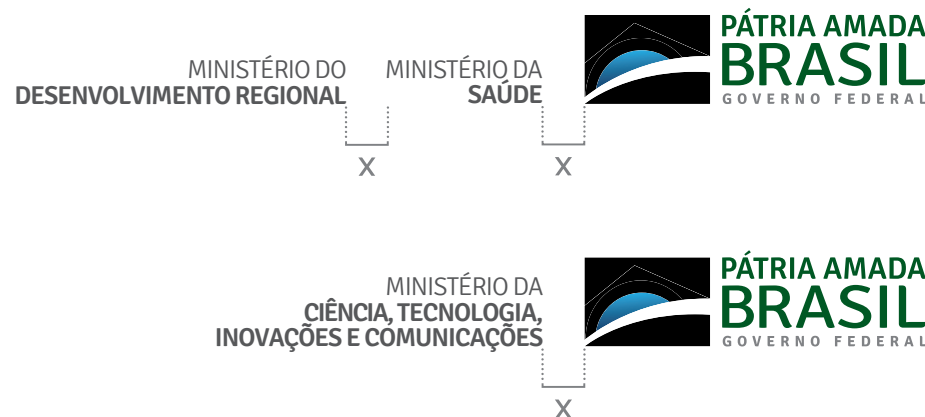 MINISTÉRIO DO
DESENVOLVIMENTO REGIONAL
MINISTÉRIO DA
SAÚDE
PÁTRIA AMADA
BRASIL
GOVERNO FEDERAL
X
X
MINISTÉRIO DA
CIÊNCIA, TECNOLOGIA,
INOVAÇÕES E COMUNICAÇÕES
PÁTRIA AMADA
BRASIL
GOVERNO FEDERAL
X